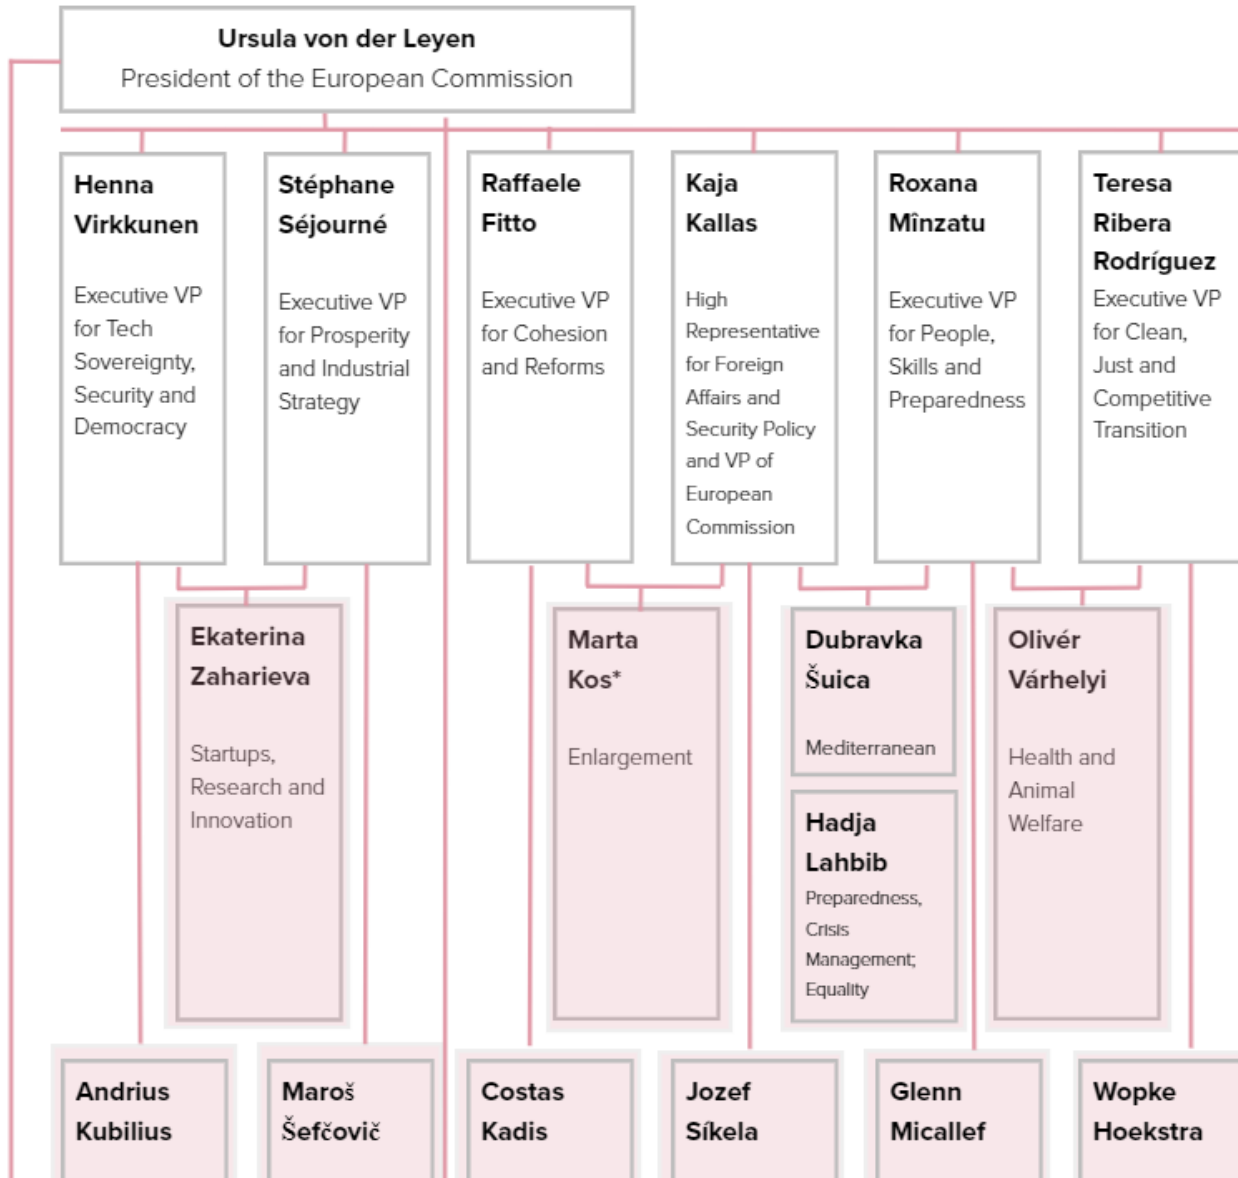 Ursula von der Leyen
President of the European Commission
Henna
Virkkunen
Executive VP
for Tech
Sovereignty,
Security and
Democracy
Stéphane
Séjourné
Executive VP
for Prosperity
and Industrial
Strategy
Raffaele
Fitto
Executive VP
for Cohesion
and Reforms
Kaja
Kallas
High
Representative
for Foreign
Affairs and
Security Policy
and VP of
European
Commission
Roxana
Mînzatu
Executive VP
for People,
Skills and
Preparedness
Teresa
Ribera
Rodríguez
Executive VP
for Clean,
Just and
Competitive
Transition
Ekaterina
Zaharieva
Startups,
Research and
Innovation
Marta
Kos*
Enlargement
Dubravka
Šuica
Mediterranean
Hadja
Lahbib
Preparedness,
Crisis
Management;
Equality
Olivér
Várhelyi
Health and
Animal
Welfare
Andrius
Kubilius
Maroš
Šefčovič
Costas
Kadis
Jozef
Síkela
Glenn
Micallef
Wopke
Hoekstra